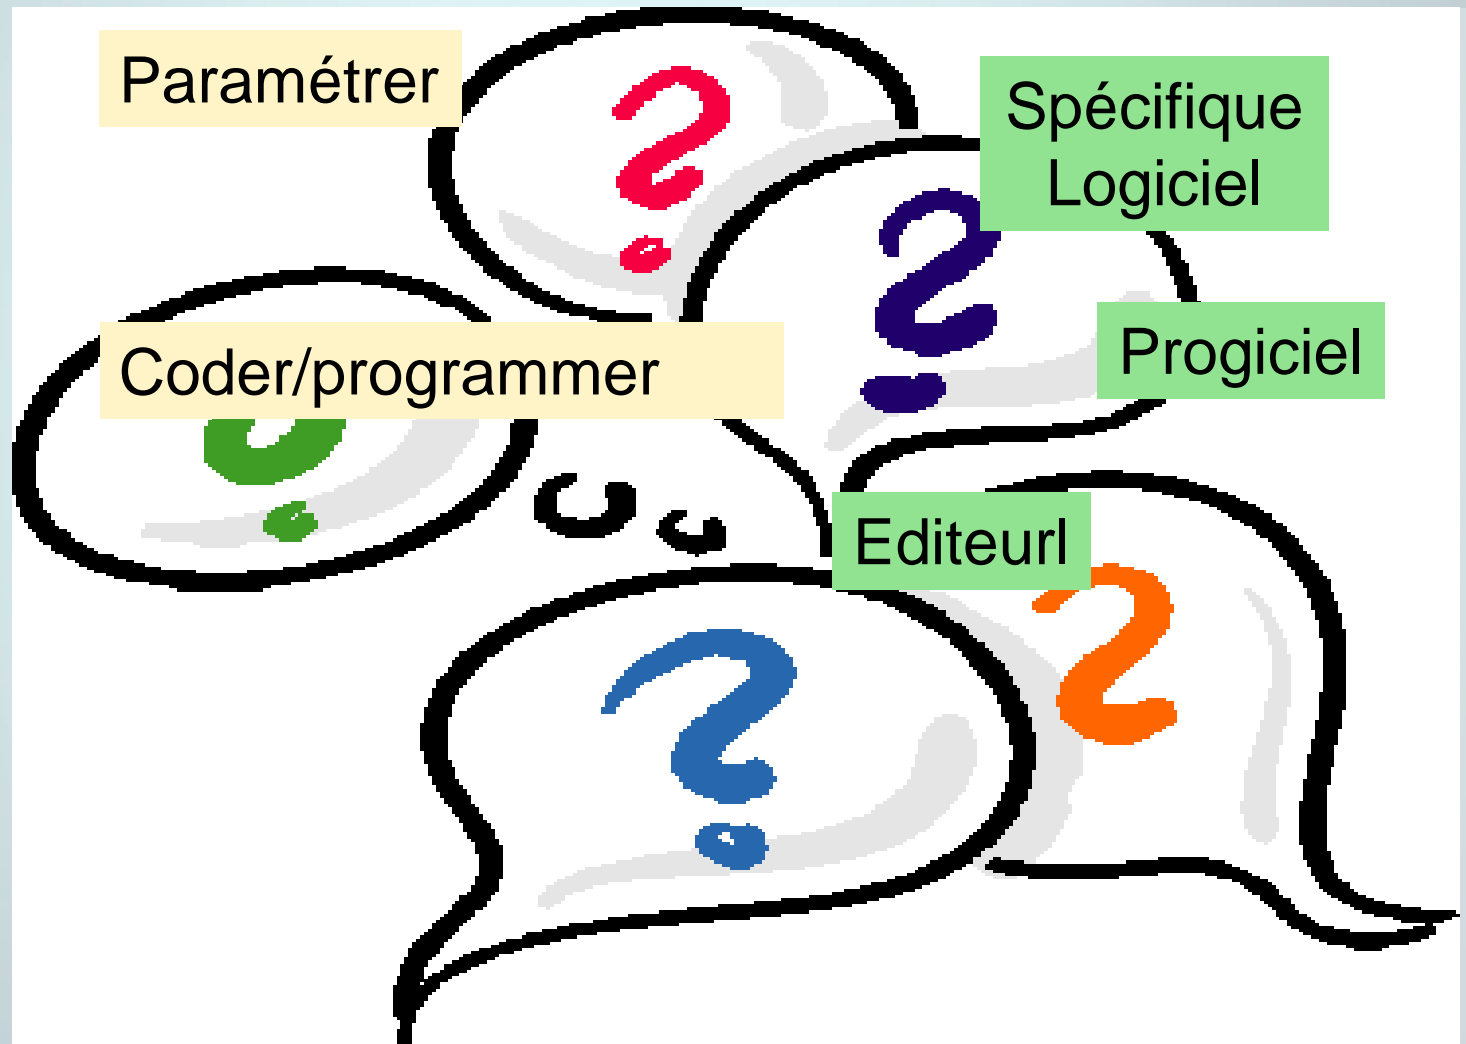 Paramétrer
Spécifique
Logiciel
Progiciel
Coder/programmer
Editeurl